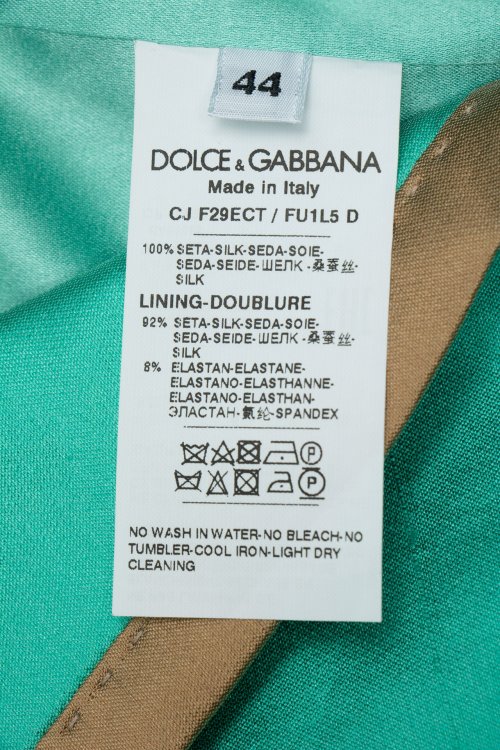 44
DOLCE & GABBANA
Made in Italy
CJ F29ECT / FU1L5 D
100% SETA-SILK-SEDA-SOIE-
SEDA-SEIDE-ШЕЛК -桑蚕丝-
SILK
LINING-DOUBLURE
92% SETA-SILK-SEDA-SOIE-
SEDA-SEIDE-ШЕЛК -桑蚕丝-
SILK
8% ELASTAN-ELASTANE-
ELASTANO-ELASTHANNE-
ELASTANO-ELASTHAN-
ЭЛАСТАН-氨纶-SPANDEX
P
P
NO WASH IN WATER-NO BLEACH-NO
TUMBLER-COOL IRON-LIGHT DRY
CLEANING